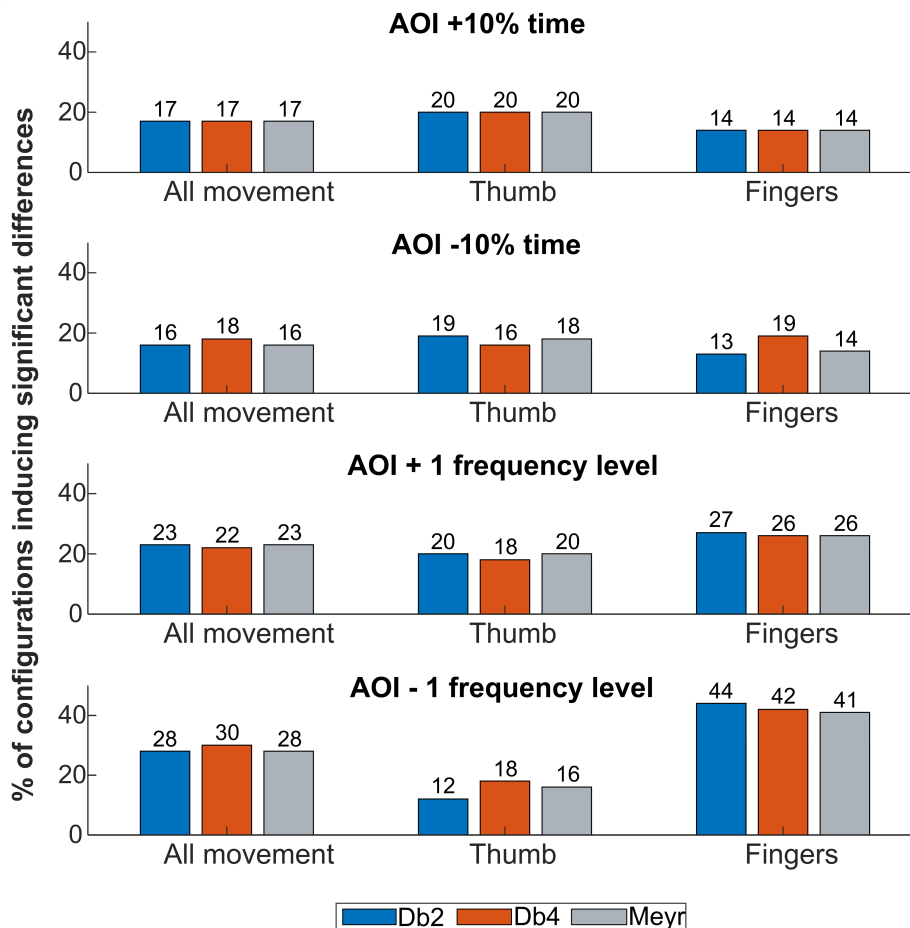 % of configurations inducing significant differences
AOI +10% time
40
20
0
17 17 17
20 20 20
14 14 14
All movement Thumb Fingers
AOI -10% time
40
20
0
16 18 16
19 16 18
13 19 14
All movement Thumb Fingers
AOI + 1 frequency level
40
20
0
23 22 23
20 18 20
27 26 26
All movement Thumb Fingers
AOI - 1 frequency level
40
20
0
28 30 28
12 18 16
44 42 41
All movement Thumb Fingers
Db2 Db4 Meyr